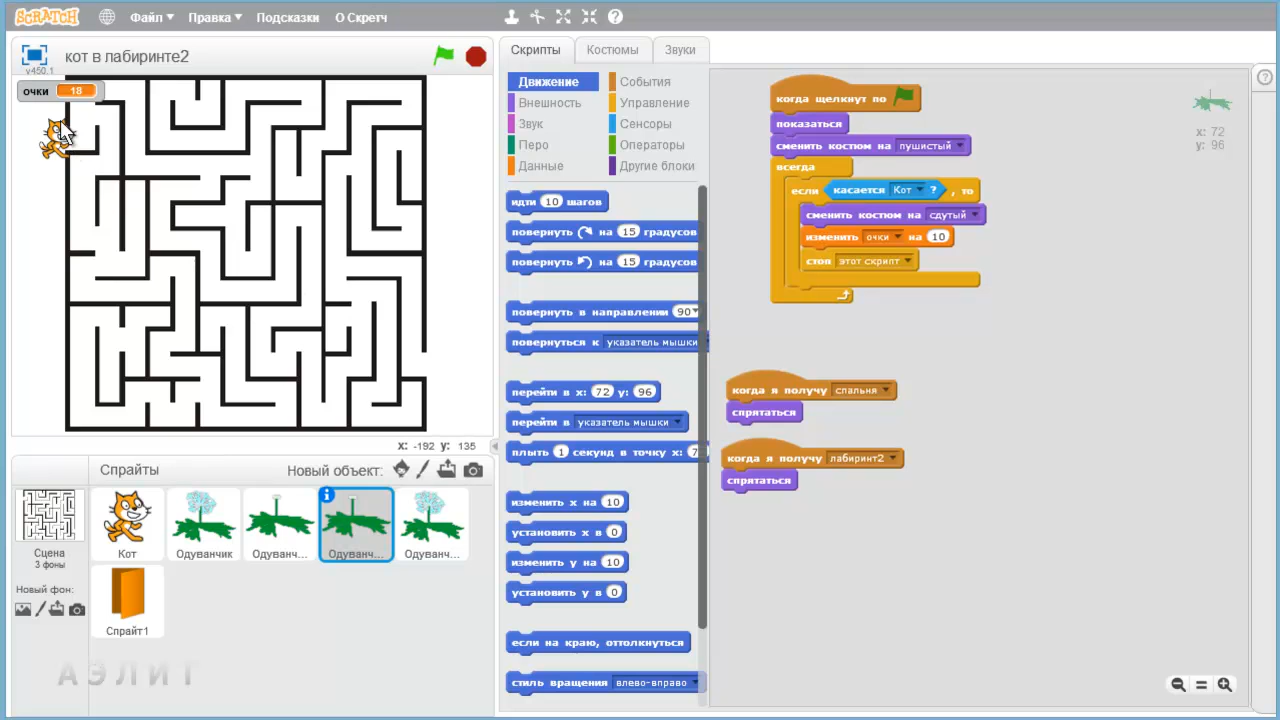 SCRATCH
Файл Правка Подсказки О Скретч
v450.1
кот в лабиринте2
очки 18
x: -192 y: 135
Спрайты
Новый объект:
Сцена
3 фоны
Новый фон:
Кот
Одуванчик
Одуванч...
Одуванч...
Одуванч...
Спрайт1
АЭЛИТ
Скрипты Костюмы Звуки
Движение
Внешность
Звук
Перо
Данные
События
Управление
Сенсоры
Операторы
Другие блоки
идти 10 шагов
повернуть на 15 градусов
повернуть на 15 градусов
повернуть в направлении 90
повернуться к указатель мышки
перейти в x: 72 y: 96
перейти в указатель мышки
плыть 1 секунд в точку x: 7
изменить x на 10
установить x в 0
изменить y на 10
установить y в 0
если на краю, оттолкнуться
стиль вращения влево-вправо
когда щелкнут по
показаться
сменить костюм на пушистый
всегда
если касается Кот ? , то
сменить костюм на сдутый
изменить очки на 10
стоп этот скрипт
когда я получу спальня
спрятаться
когда я получу лабиринт2
спрятаться
x: 72
y: 96